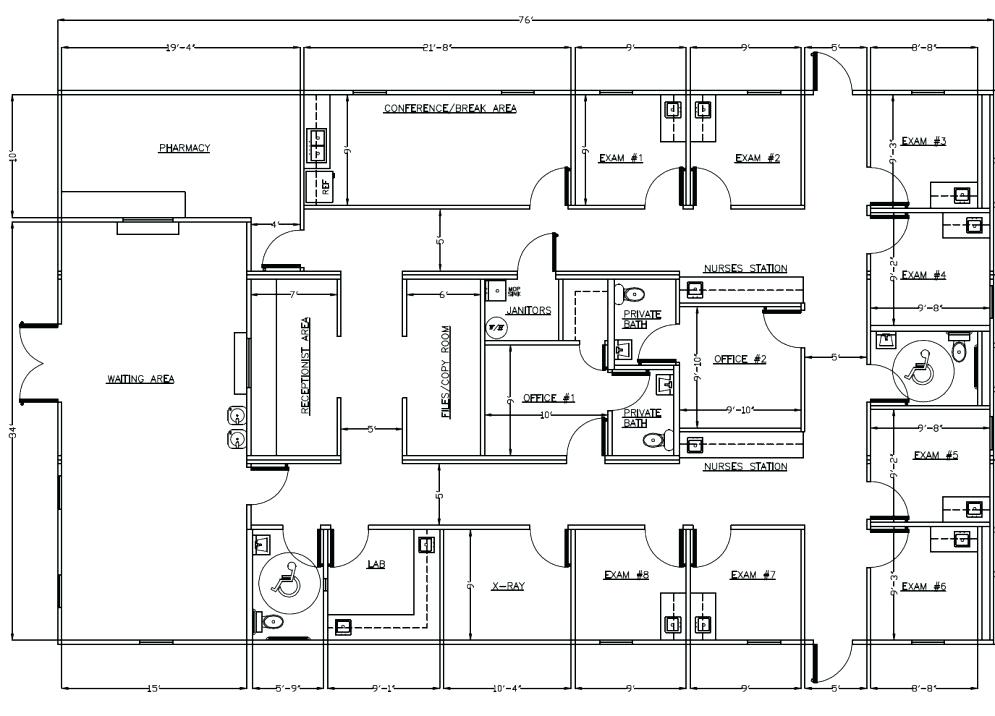 76'
19'-4"
21'-8"
9'
9'
5'
8'-8"
CONFERENCE/BREAK AREA
PHARMACY
10'
9'
REF
EXAM #1
9'
EXAM #2
EXAM #3
9'-3"
4'
6'
NURSES STATION
EXAM #4
9'-2"
9'-8"
7'
6'
MOP
SINK
JANITORS
W/H
PRIVATE
BATH
RECEPTIONIST AREA
FILES/COPY ROOM
WAITING AREA
34'
OFFICE #1
9'
10'
OFFICE #2
9'-10"
9'-10"
5'
5'
PRIVATE
BATH
NURSES STATION
9'-8"
EXAM #5
9'-2"
6'
LAB
X-RAY
9'
EXAM #8
EXAM #7
EXAM #6
9'-3"
15'
5'-9"
9'-1"
10'-4"
9'
9'
5'
8'-8"